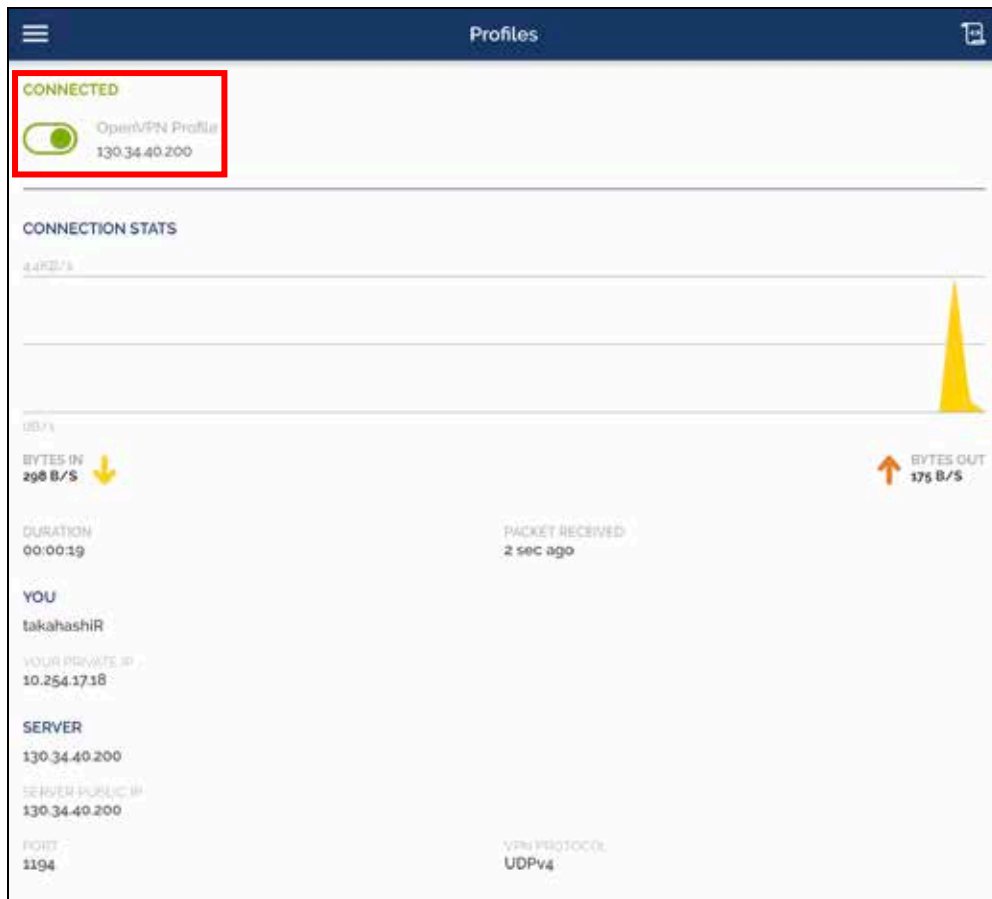 Profiles
CONNECTED
OpenVPN Profile
130.34.40.200
CONNECTION STATS
4.4KB/s
0B/s
BYTES IN
298 B/S
BYTES OUT
175 B/S
DURATION
00:00:19
PACKET RECEIVED
2 sec ago
YOU
takahashiR
YOUR PRIVATE IP
10.254.17.18
SERVER
130.34.40.200
SERVER PUBLIC IP
130.34.40.200
PORT
1194
VPN PROTOCOL
UDPv4